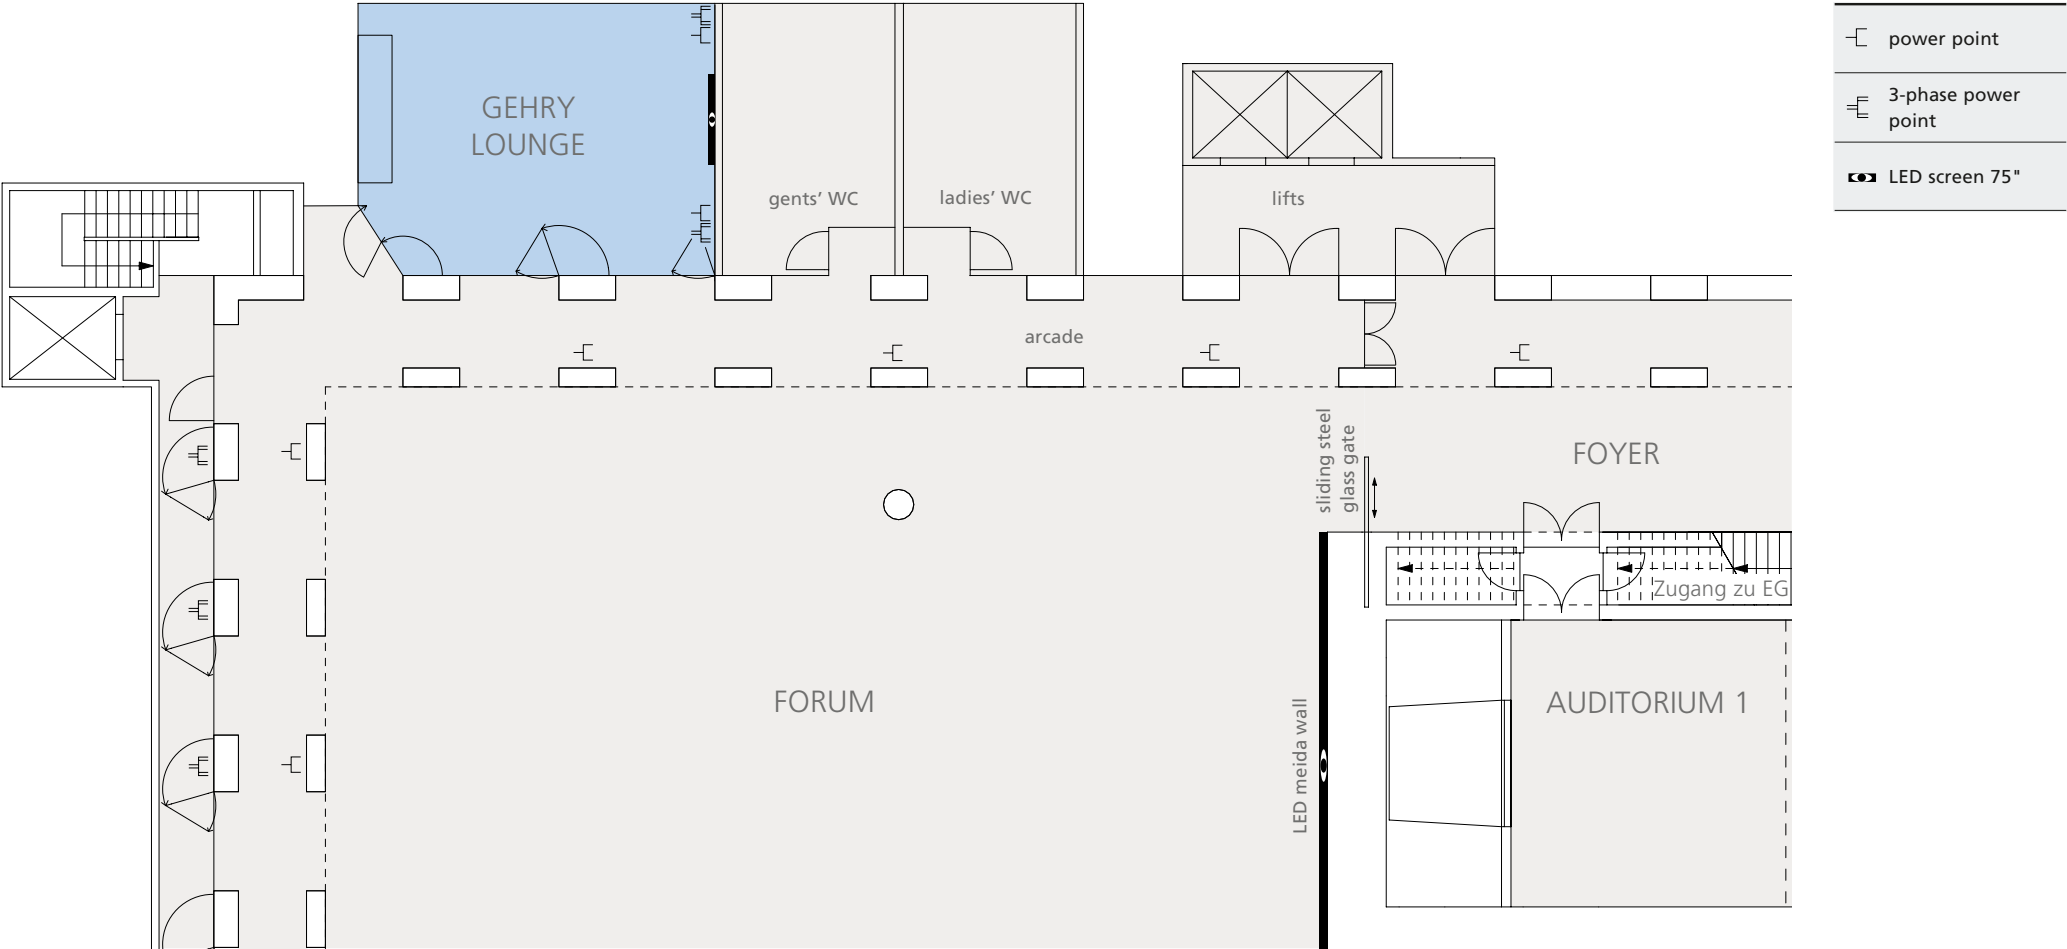 power point
3-phase power
point
LED screen 75"
GEHRY
LOUNGE
gents’ WC
ladies’ WC
lifts
arcade
sliding steel
glass gate
FOYER
Zugang zu EG
FORUM
LED meida wall
AUDITORIUM 1